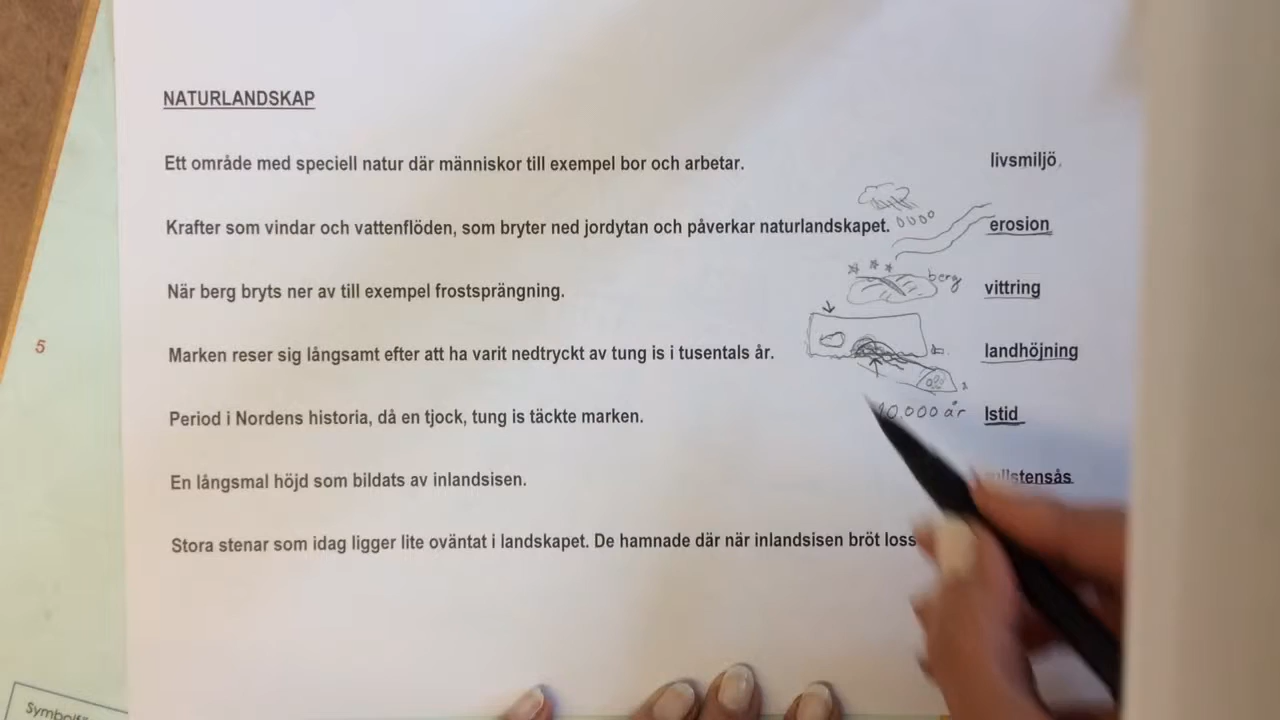 NATURLANDSKAP
Ett område med speciell natur där människor till exempel bor och arbetar. livsmiljö
Krafter som vindar och vattenflöden, som bryter ned jordytan och påverkar naturlandskapet. erosion
berg
När berg bryts ner av till exempel frostsprängning. vittring
5
Marken reser sig långsamt efter att ha varit nedtryckt av tung is i tusentals år. landhöjning
Period i Nordens historia, då en tjock, tung is täckte marken. 10.000 år Istid
En långsmal höjd som bildats av inlandsisen.
Stora stenar som idag ligger lite oväntat i landskapet. De hamnade där när inlandsisen bröt loss